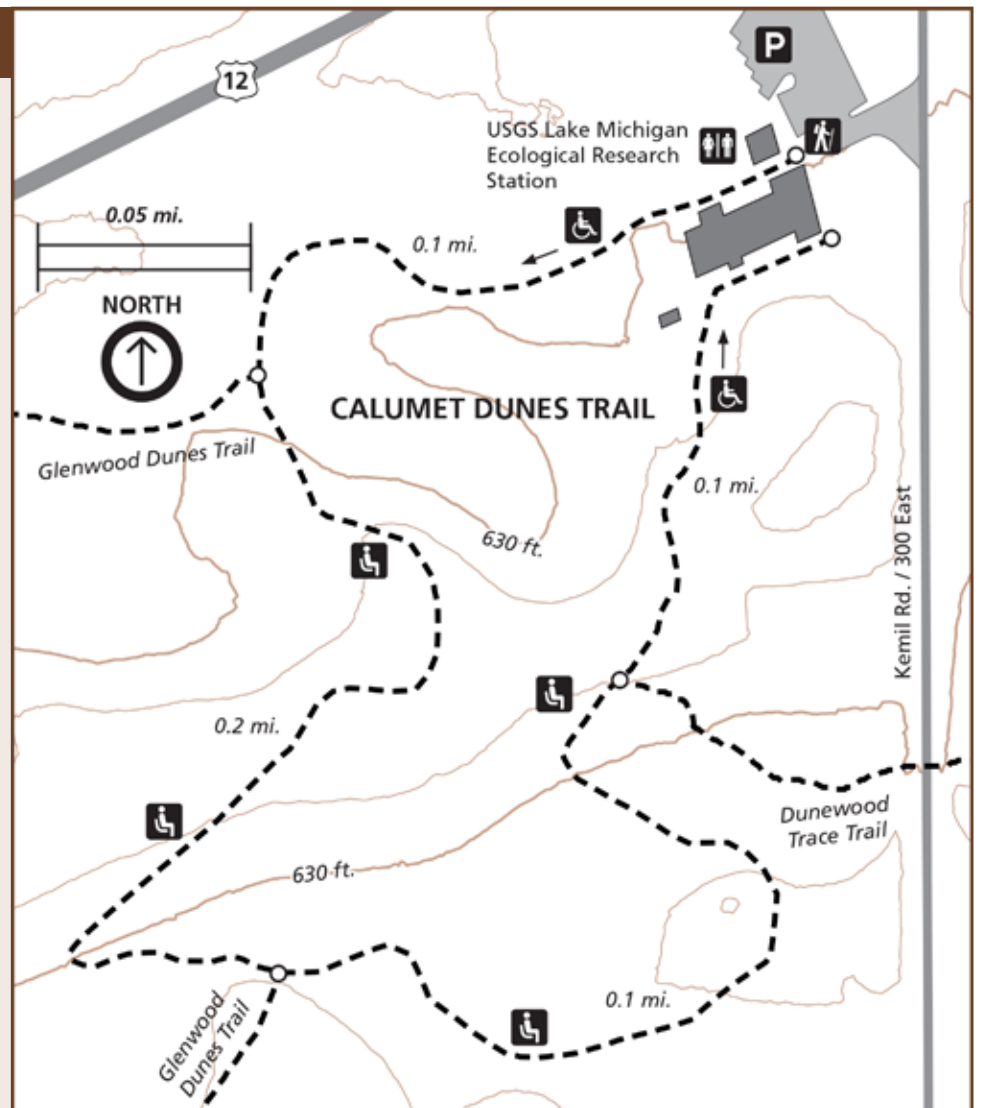 12
P
USGS Lake Michigan
Ecological Research
Station
0.05 mi.
0.1 mi.
NORTH
CALUMET DUNES TRAIL
Glenwood Dunes Trail
0.1 mi.
630 ft.
Kemil Rd. / 300 East
0.2 mi.
Dunewood
Trace Trail
630 ft.
0.1 mi.
Glenwood
Dunes Trail